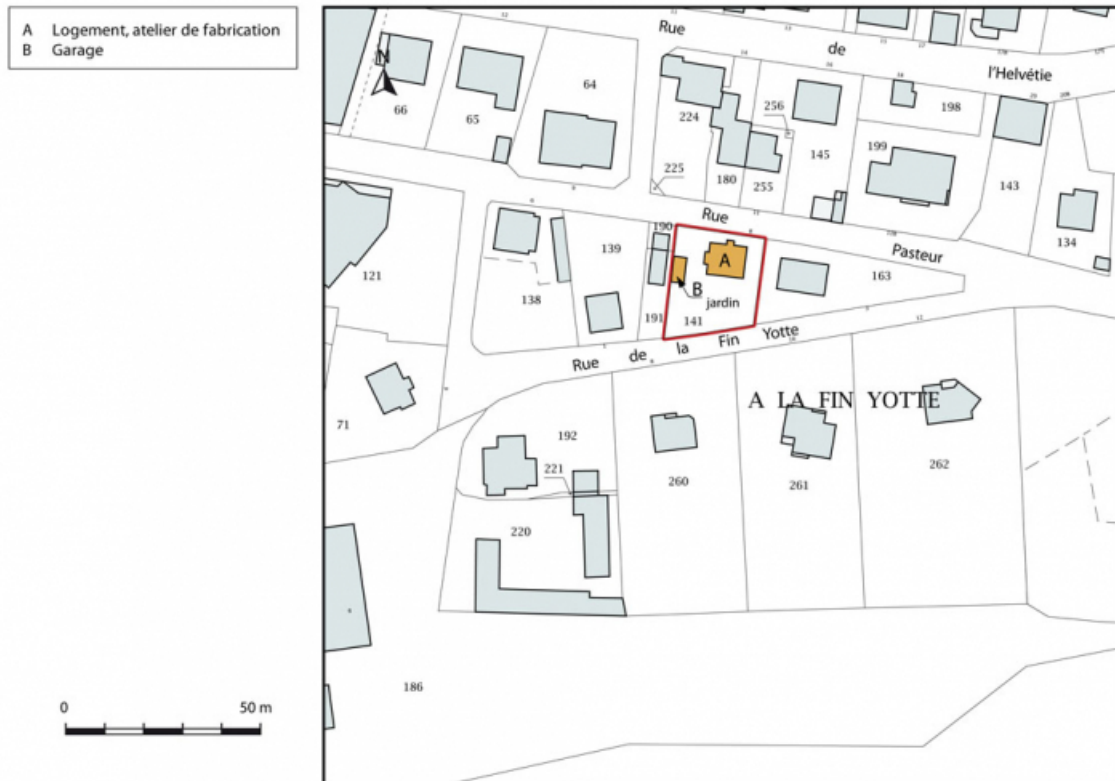 A Logement, atelier de fabrication
B Garage
N
0 50 m
Rue de l'Helvétie
Rue Pasteur
Rue de la Fin Yotte
A LA FIN YOTTE
A
B
jardin
66
65
64
224
225
180
255
256
145
198
199
143
134
121
138
139
190
191
141
163
71
192
221
220
260
261
262
186